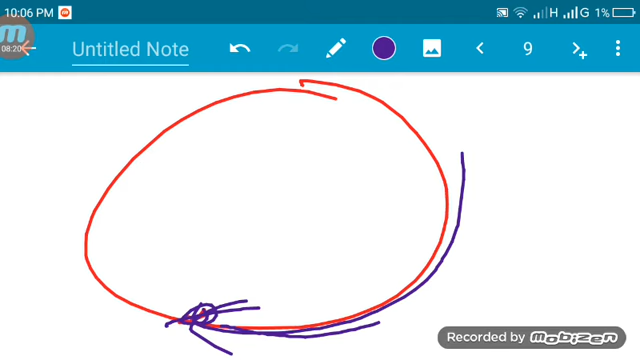 10:06 PM
H G 1%
08:20
Untitled Note
9
Recorded by mobizen